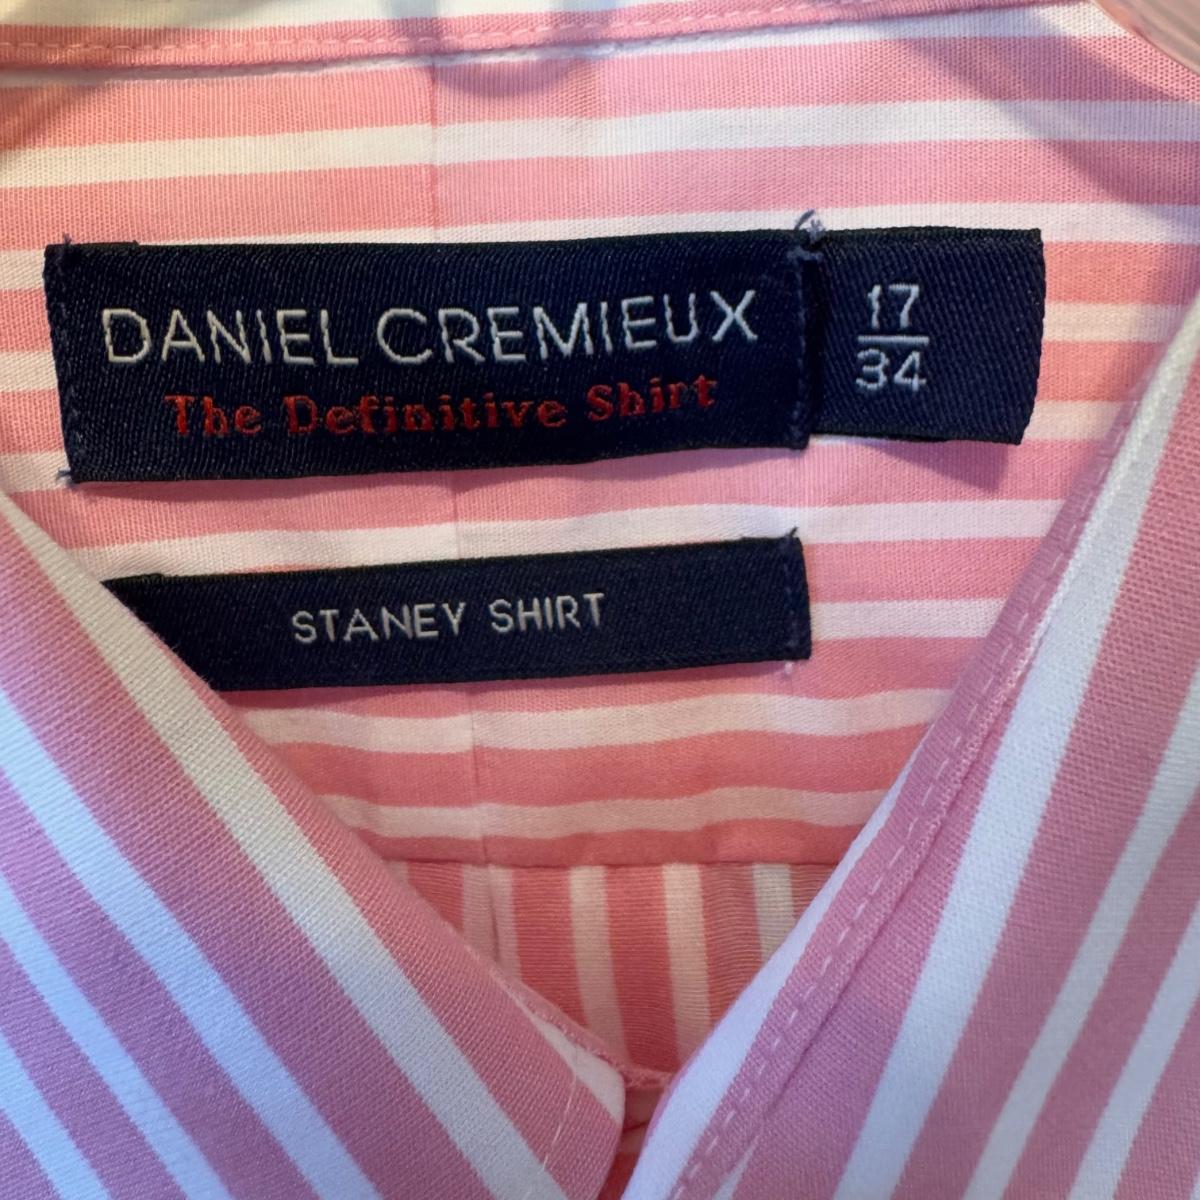 DANIEL CREMIEUX
The Definitive Shirt
17
34
STANEY SHIRT